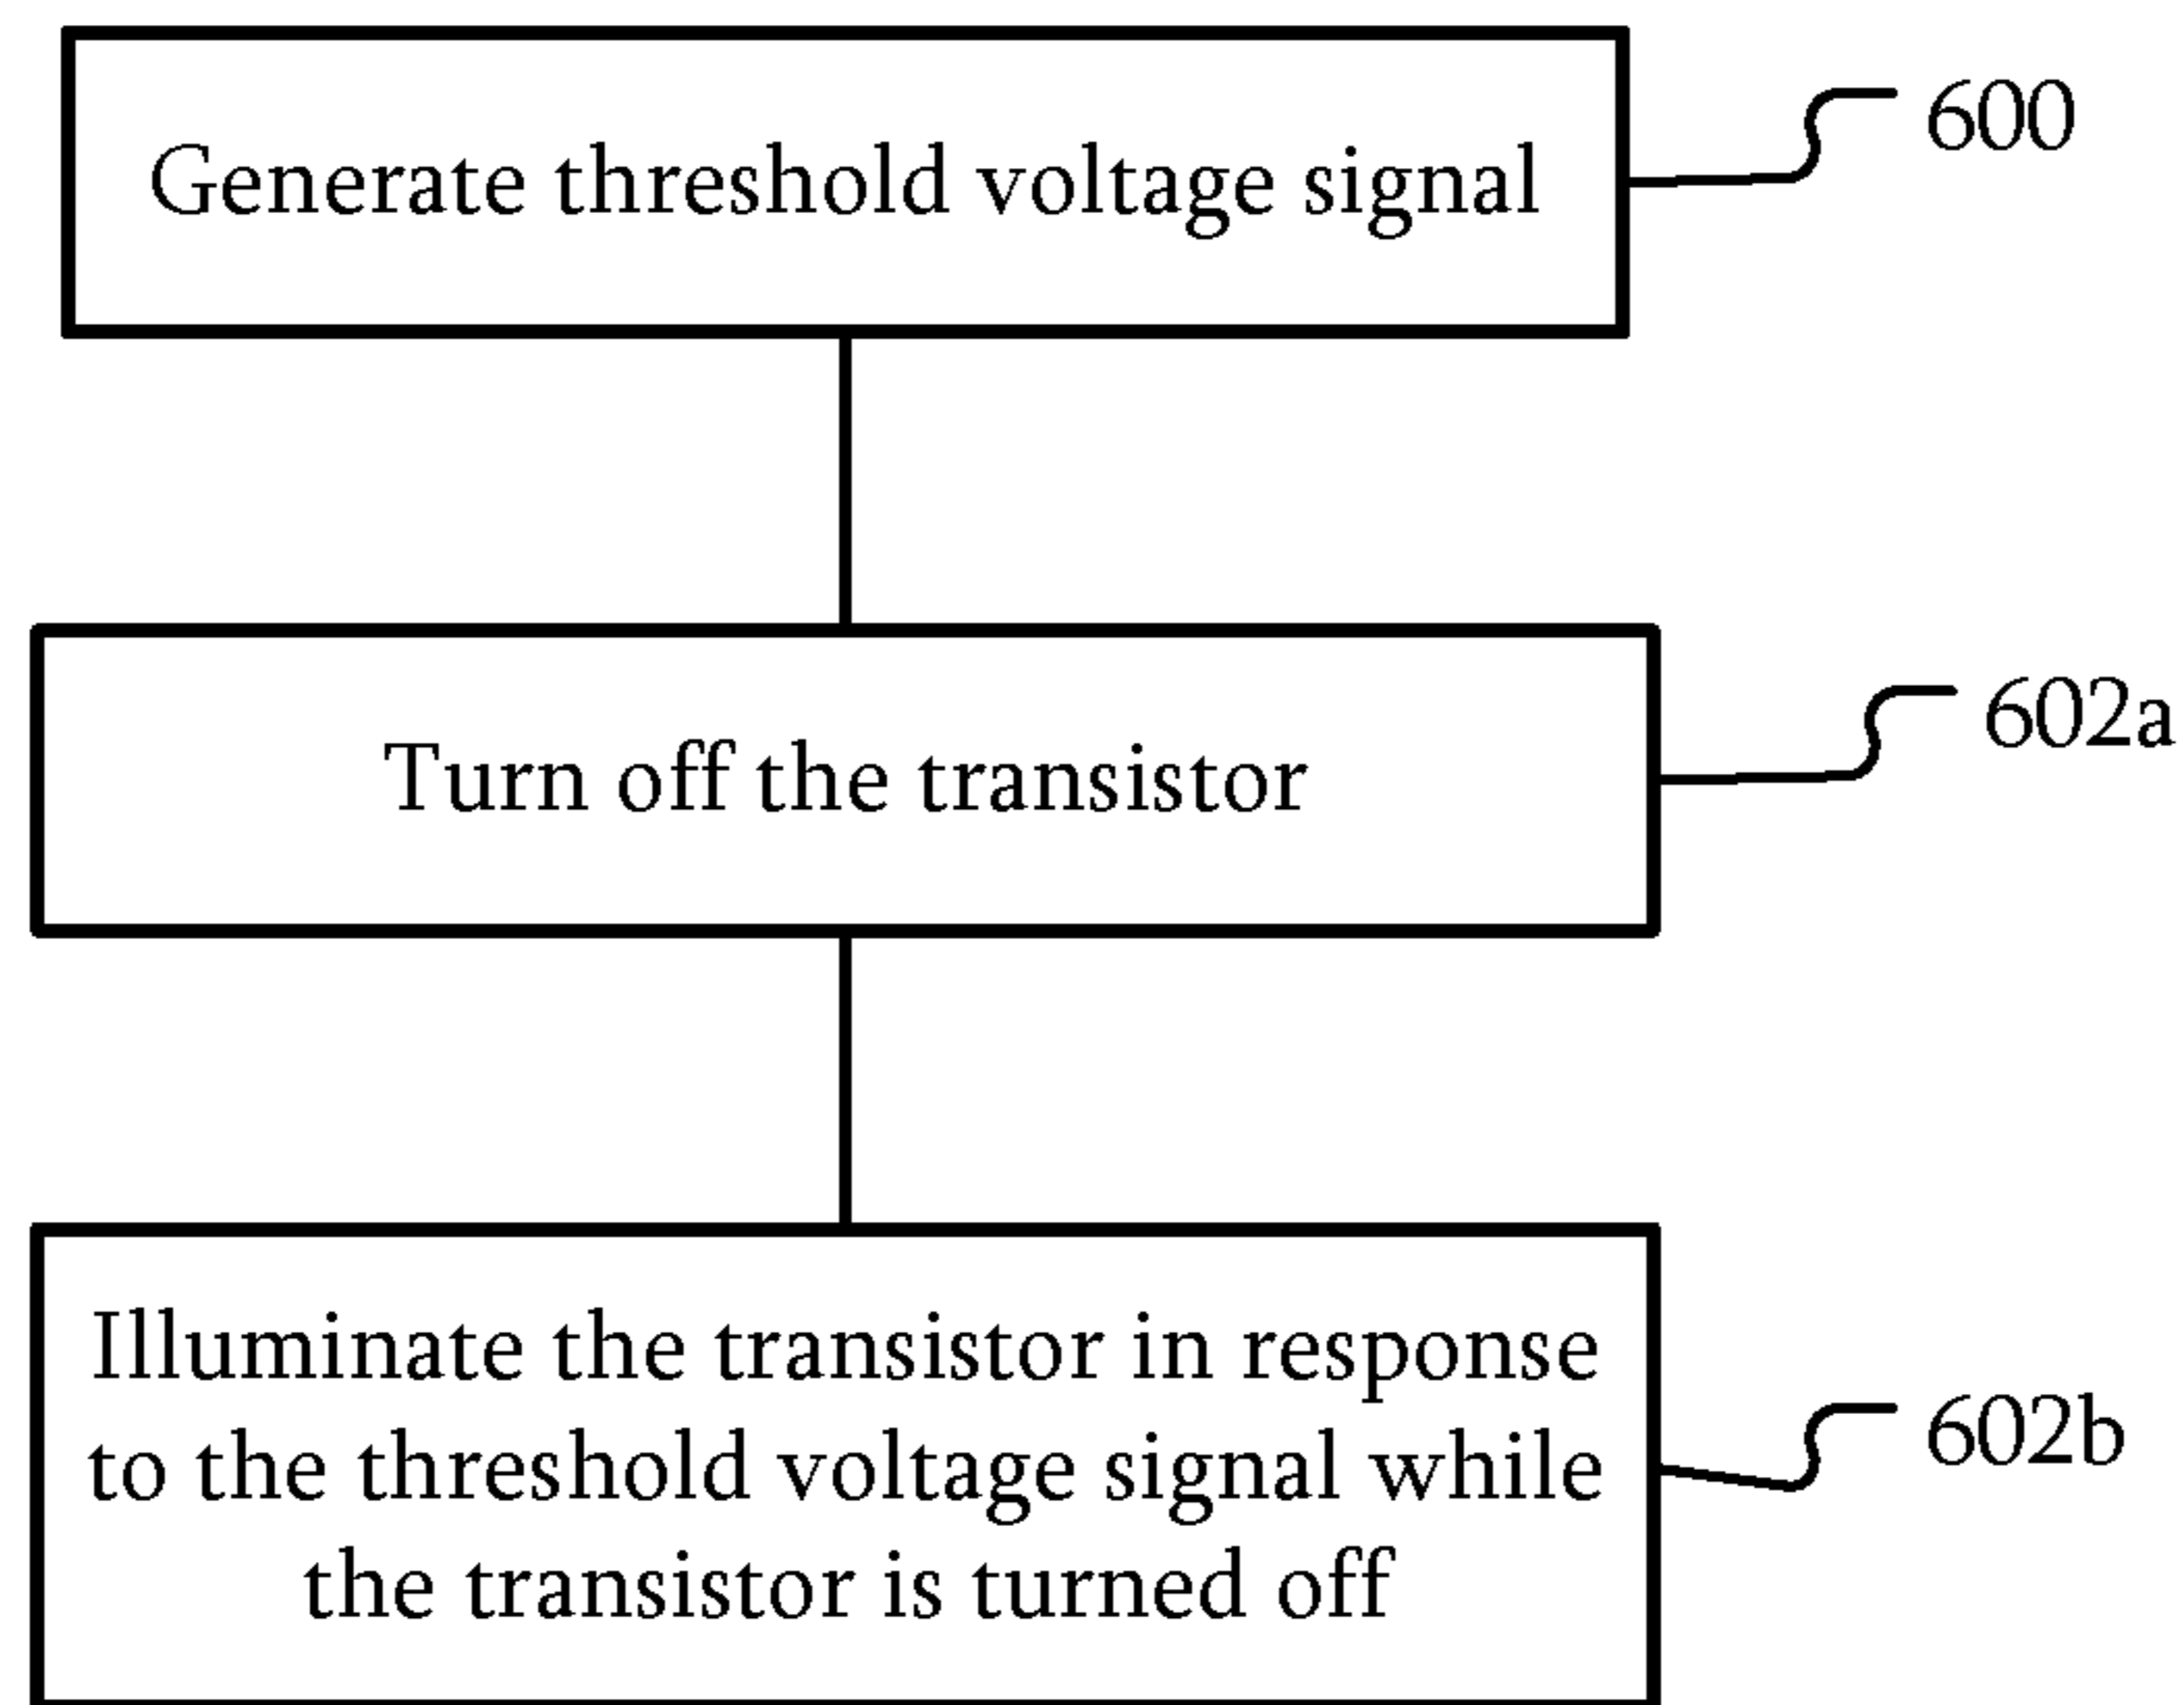 Generate threshold voltage signal
600
Turn off the transistor
602a
Illuminate the transistor in response
to the threshold voltage signal while
the transistor is turned off
602b